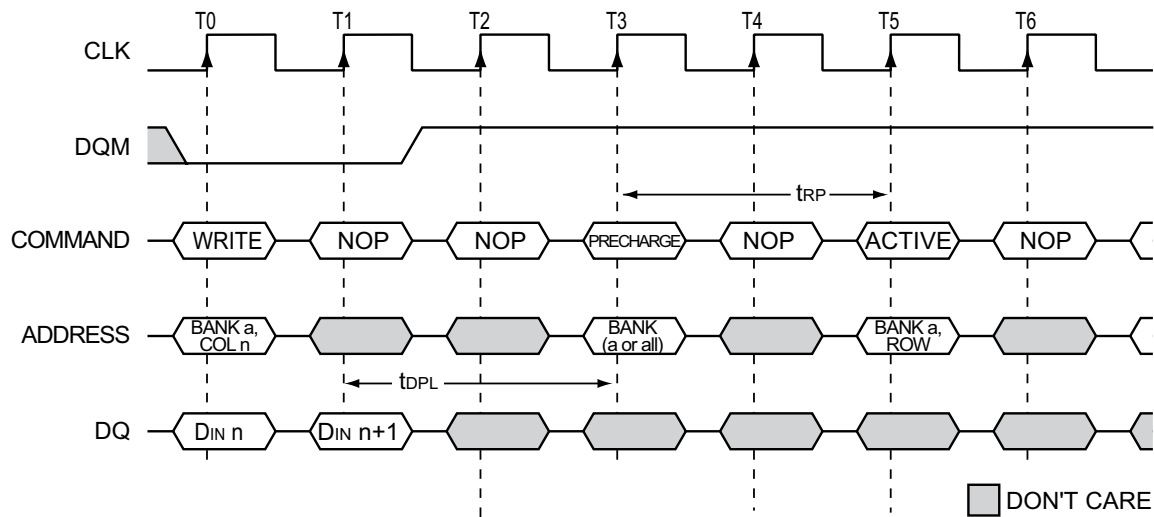 T0 T1 T2 T3 T4 T5 T6
CLK
DQM
tRP
COMMAND WRITE NOP NOP PRECHARGE NOP ACTIVE NOP
ADDRESS BANK a, COL n BANK (a or all) BANK a, ROW
tDPL
DQ DIN n DIN n+1
DON'T CARE